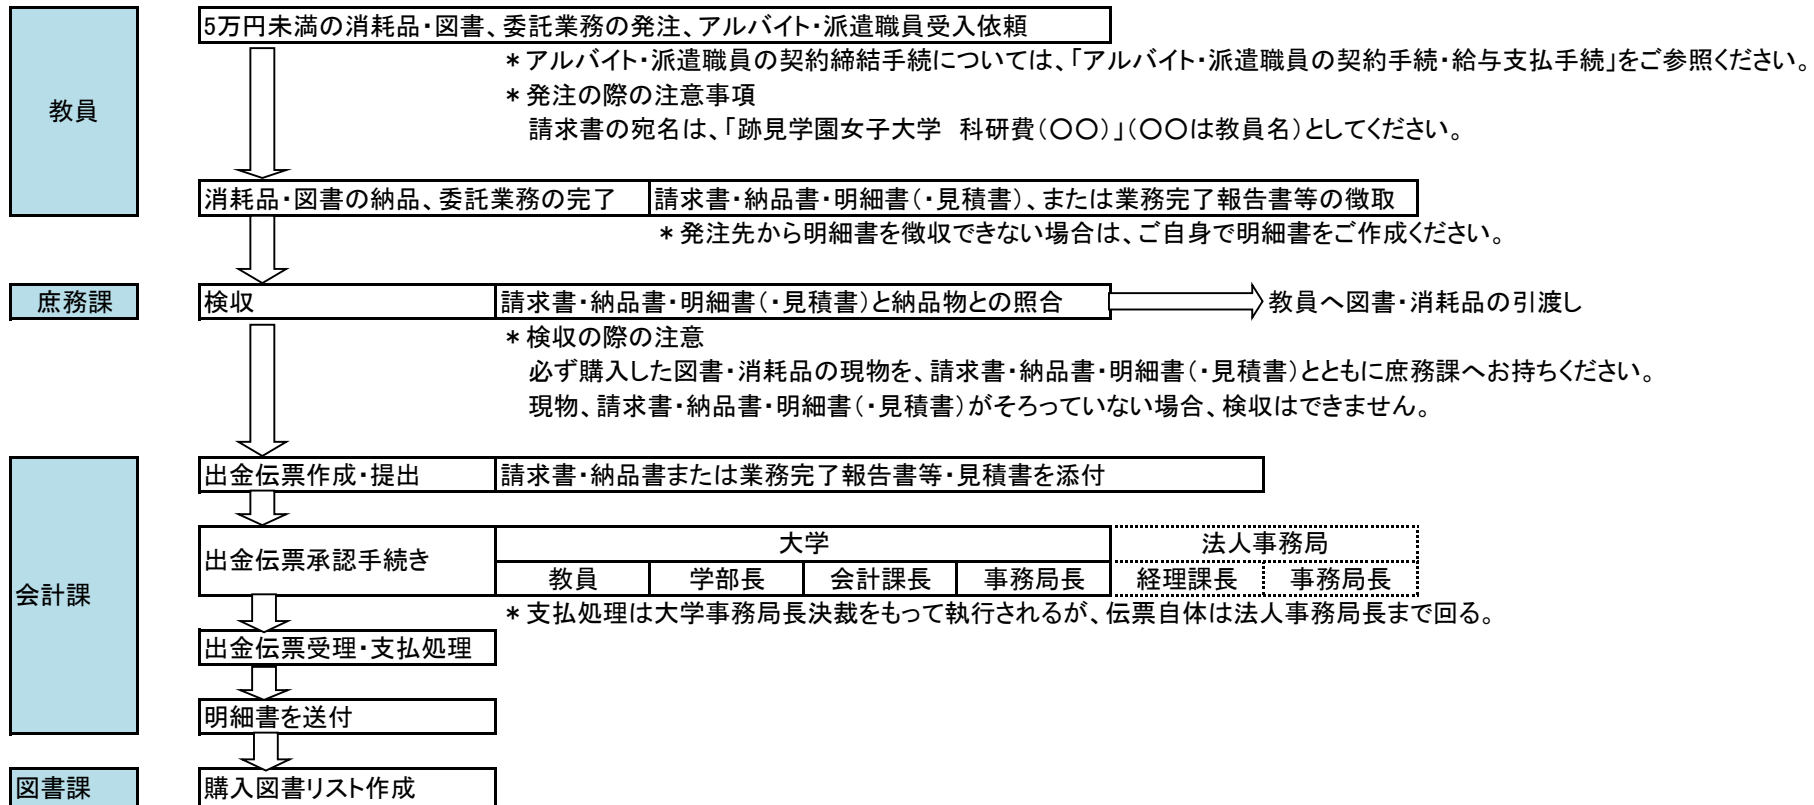 5万円未満の消耗品・図書、委託業務の発注、アルバイト・派遣職員受入依頼
＊アルバイト・派遣職員の契約締結手続については、「アルバイト・派遣職員の契約手続・給与支払手続」をご参照ください。
教員
＊発注の際の注意事項
請求書の宛名は、「跡見学園女子大学　科研費（〇〇）」（〇〇は教員名）としてください。
消耗品・図書の納品、委託業務の完了 請求書・納品書・明細書（・見積書）、または業務完了報告書等の徴取
＊発注先から明細書を徴収できない場合は、ご自身で明細書をご作成ください。
庶務課 検収 請求書・納品書・明細書（・見積書）と納品物との照合 教員へ図書・消耗品の引渡し
＊検収の際の注意
必ず購入した図書・消耗品の現物を、請求書・納品書・明細書（・見積書）とともに庶務課へお持ちください。
現物、請求書・納品書・明細書（・見積書）がそろっていない場合、検収はできません。
出金伝票作成・提出 請求書・納品書または業務完了報告書等・見積書を添付
出金伝票承認手続き 大学 法人事務局
教員 学部長 会計課長 事務局長 経理課長 事務局長
会計課
＊支払処理は大学事務局長決裁をもって執行されるが、伝票自体は法人事務局長まで回る。
出金伝票受理・支払処理
明細書を送付
図書課 購入図書リスト作成